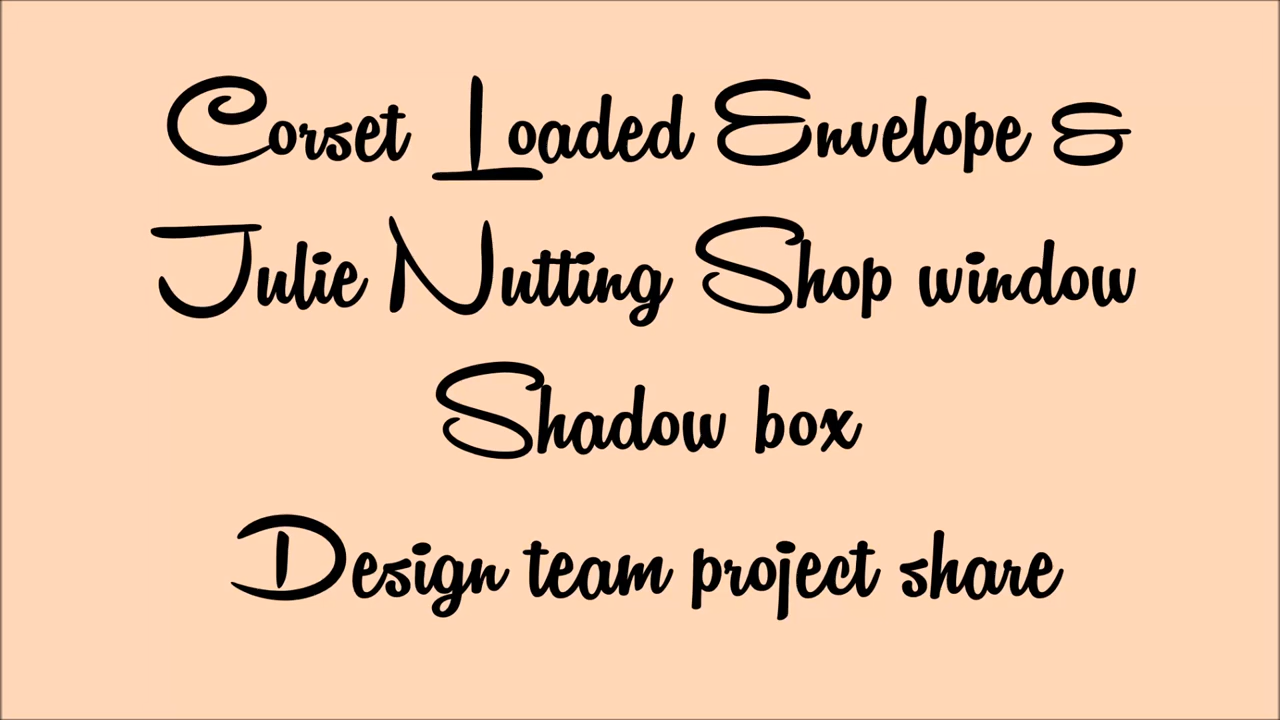 Corset Loaded Envelope &
Julie Nutting Shop window
Shadow box
Design team project share